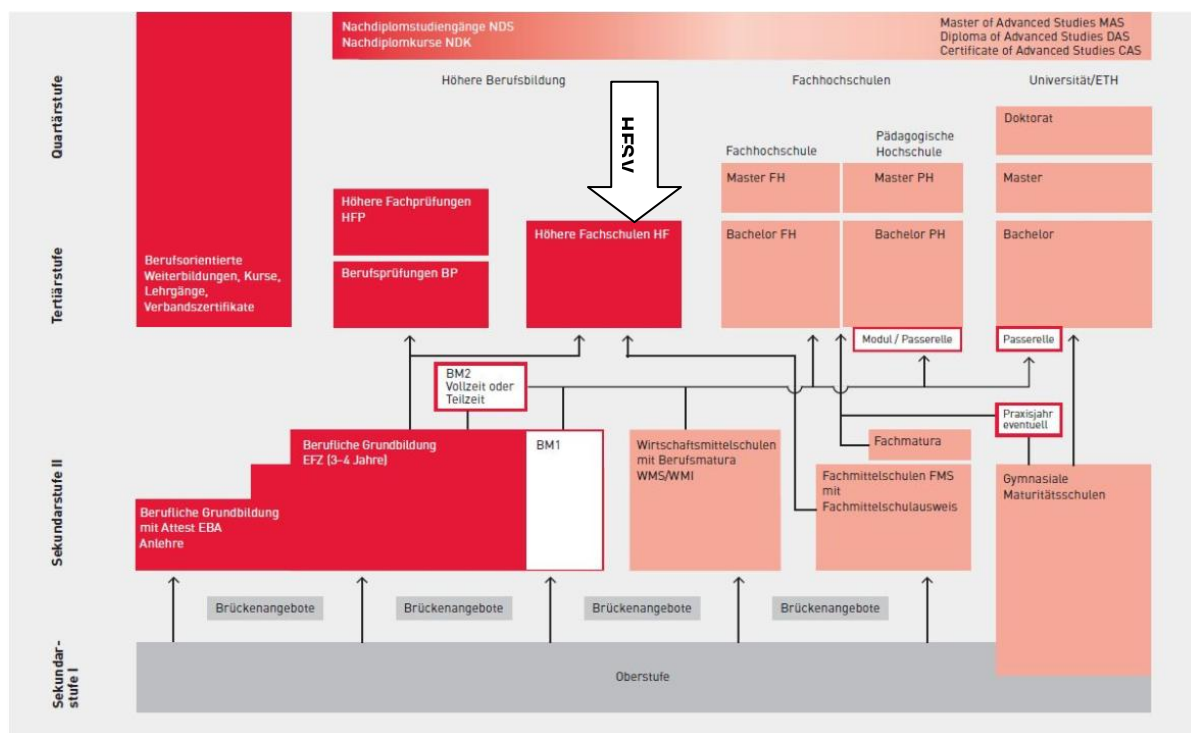 Nachdiplomstudiengänge NDS
Nachdiplomkurse NDK
Master of Advanced Studies MAS
Diploma of Advanced Studies DAS
Certificate of Advanced Studies CAS
Quartärstufe
Höhere Berufsbildung
Fachhochschulen
Universität/ETH
HFSV
Doktorat
Fachhochschule
Pädagogische
Hochschule
Master FH
Master PH
Master
Tertiärstufe
Höhere Fachprüfungen
HFP
Höhere Fachschulen HF
Bachelor FH
Bachelor PH
Bachelor
Berufsorientierte
Weiterbildungen, Kurse,
Lehrgänge,
Verbandszertifikate
Berufsprüfungen BP
Modul / Passerelle
Passerelle
BM2
Vollzeit oder
Teilzeit
Praxisjahr
eventuell
Sekundarstufe II
Berufliche Grundbildung
EFZ (3–4 Jahre)
BM1
Wirtschaftsmittelschulen
mit Berufsmatura
WMS/WMI
Fachmatura
Fachmittelschulen FMS
mit
Fachmittelschulausweis
Gymnasiale
Maturitätsschulen
Berufliche Grundbildung
mit Attest EBA
Anlehre
Brückenangebote
Brückenangebote
Brückenangebote
Brückenangebote
Sekundar-
stufe I
Oberstufe